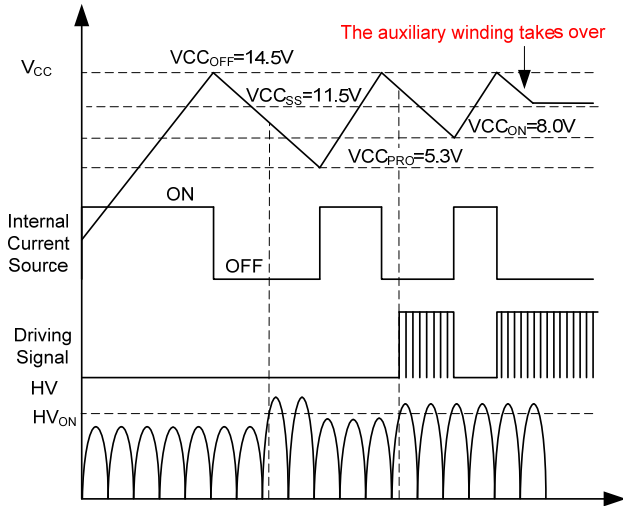 The auxiliary winding takes over
VCC
VCCOFF=14.5V
VCCSS=11.5V
VCCON=8.0V
VCCPRO=5.3V
ON
Internal
Current
Source
OFF
Driving
Signal
HV
HVON